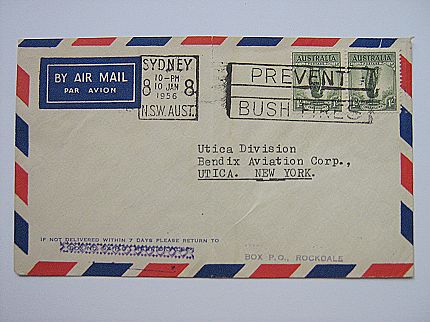 BY AIR MAIL
PAR AVION
SYDNEY
10-PM
8 10 JAN 8
1956
N.S.W. AUST.
PREVENT
BUSH FIRES
AUSTRALIA AUSTRALIA
Utica Division
Bendix Aviation Corp.,
UTICA. NEW YORK.
IF NOT DELIVERED WITHIN 7 DAYS PLEASE RETURN TO
BOX P.O., ROCKDALE